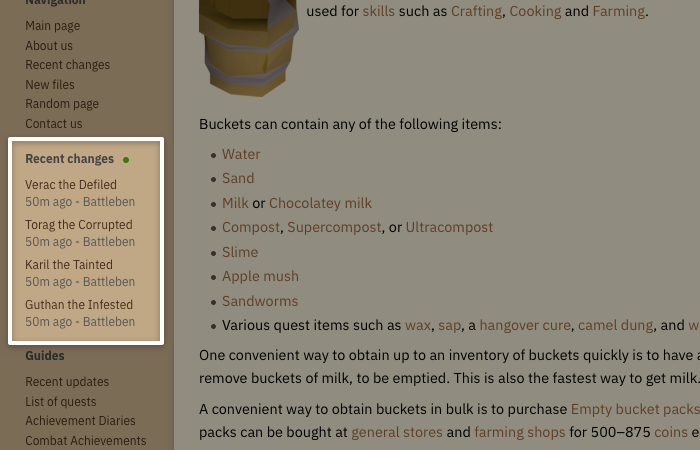 Navigation
Main page
About us
Recent changes
New files
Random page
Contact us
Recent changes
Verac the Defiled
50m ago - Battleben
Torag the Corrupted
50m ago - Battleben
Karil the Tainted
50m ago - Battleben
Guthan the Infested
50m ago - Battleben
Guides
Recent updates
List of quests
Achievement Diaries
Combat Achievements
used for skills such as Crafting, Cooking and Farming.
Buckets can contain any of the following items:
• Water
• Sand
• Milk or Chocolatey milk
• Compost, Supercompost, or Ultracompost
• Slime
• Apple mush
• Sandworms
• Various quest items such as wax, sap, a hangover cure, camel dung, and w
One convenient way to obtain up to an inventory of buckets quickly is to have a
remove buckets of milk, to be emptied. This is also the fastest way to get milk.
A convenient way to obtain buckets in bulk is to purchase Empty bucket packs
packs can be bought at general stores and farming shops for 500–875 coins e